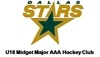 DALLAS
STARS
U18 Midget Major AAA Hockey Club